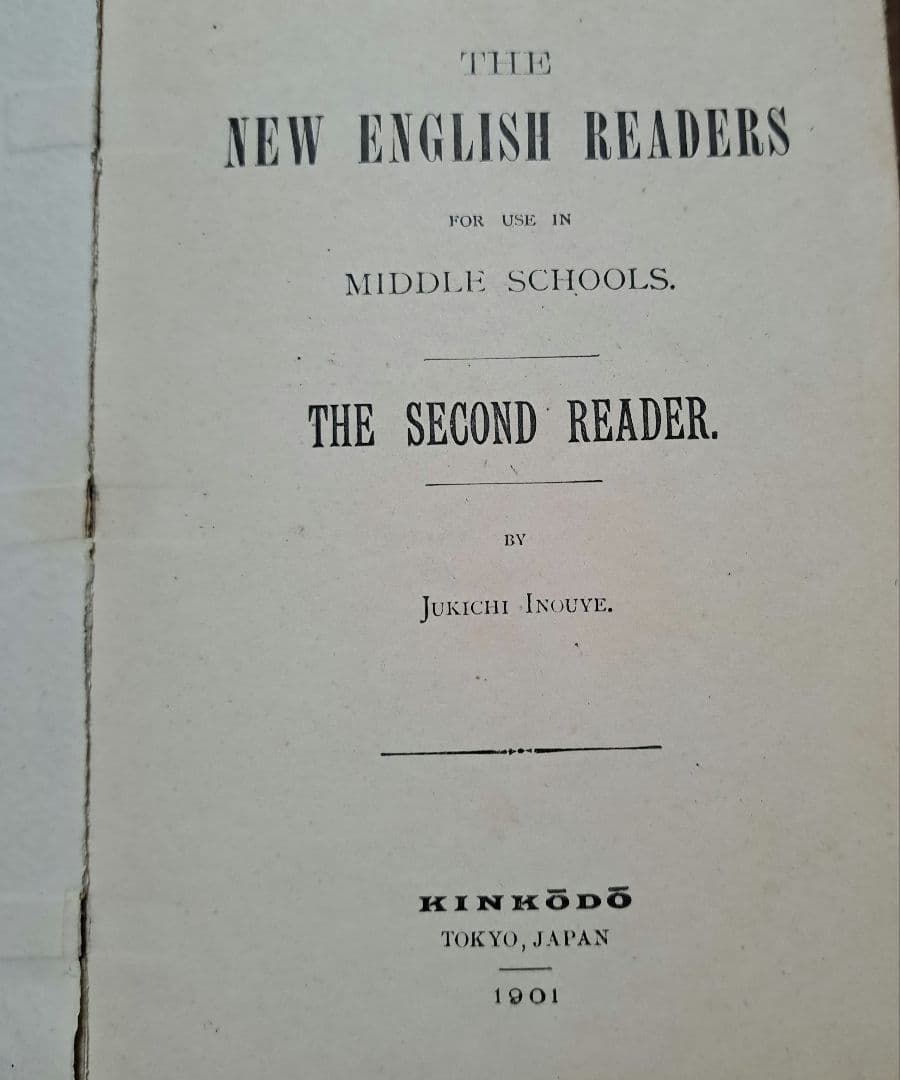 THE
NEW ENGLISH READERS
FOR USE IN
MIDDLE SCHOOLS.
THE SECOND READER.
BY
JUKICHI INOUYE.
KINKŌDŌ
TOKYO, JAPAN
1901